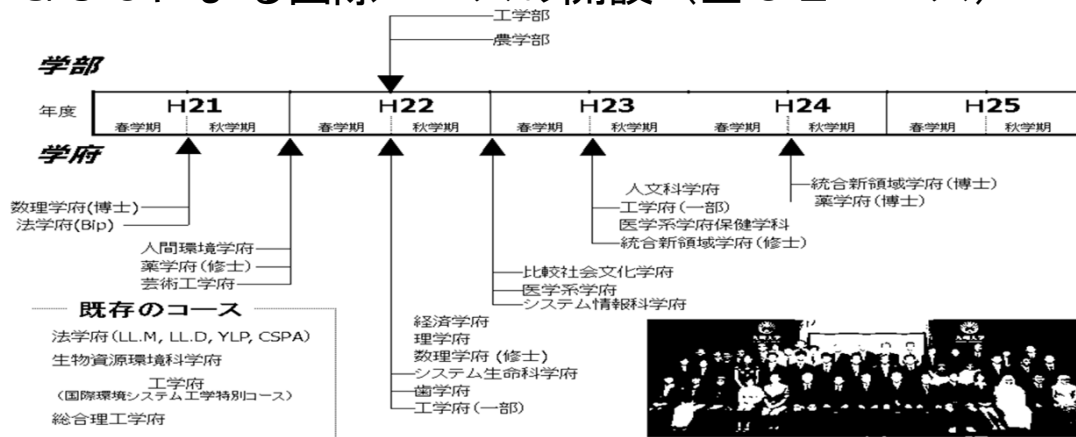 工学部
農学部
学部
年度
H21
H22
H23
H24
H25
春学期 秋学期 春学期 秋学期 春学期 秋学期 春学期 秋学期 春学期 秋学期
学府
数理学府(博士)
法学府(Bip)
人間環境学府
薬学府(修士)
芸術工学府
経済学府
理学府
数理学府 (修士)
システム生命科学府
歯学府
工学府(一部)
比較社会文化学府
医学系学府
システム情報科学府
人文科学府
工学府(一部)
医学系学府保健学科
統合新領域学府(修士)
統合新領域学府(博士)
薬学府(博士)
既存のコース
法学府(LL.M, LL.D, YLP, CSPA)
生物資源環境科学府
工学府
(国際環境システム工学特別コース)
総合理工学府
九州大学
九州大学